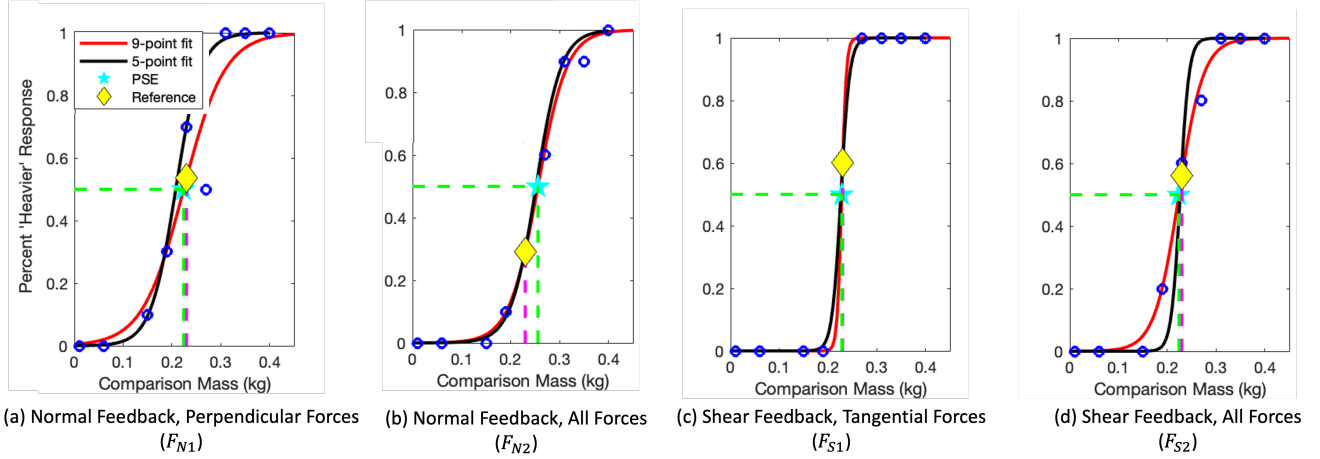 1
0.8
0.6
0.4
0.2
0
0 0.1 0.2 0.3 0.4
Percent 'Heavier' Response
Comparison Mass (kg)
9-point fit
5-point fit
PSE
Reference
(a) Normal Feedback, Perpendicular Forces
(F_N1)
1
0.8
0.6
0.4
0.2
0
0 0.1 0.2 0.3 0.4
Comparison Mass (kg)
(b) Normal Feedback, All Forces
(F_N2)
1
0.8
0.6
0.4
0.2
0
0 0.1 0.2 0.3 0.4
Comparison Mass (kg)
(c) Shear Feedback, Tangential Forces
(F_S1)
1
0.8
0.6
0.4
0.2
0
0 0.1 0.2 0.3 0.4
Comparison Mass (kg)
(d) Shear Feedback, All Forces
(F_S2)